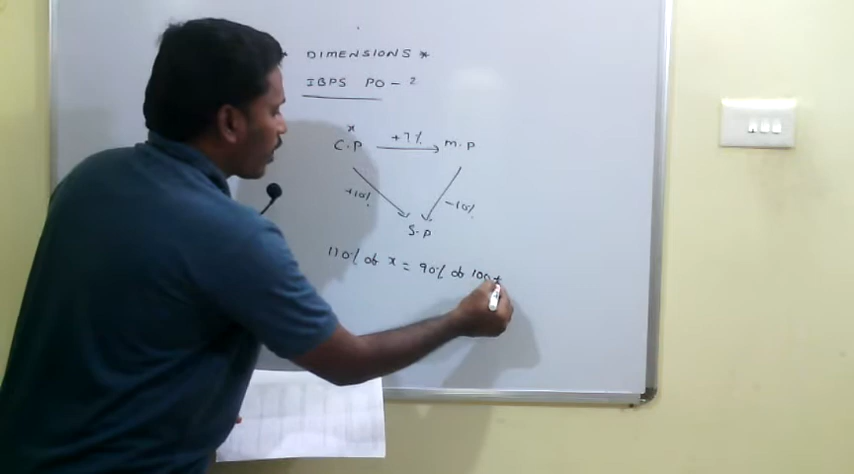 DIMENSIONS *
IBPS PO - 2
x
C.P +7% M.P
+10% -10%
S.P
110% of x = 90% of 100+